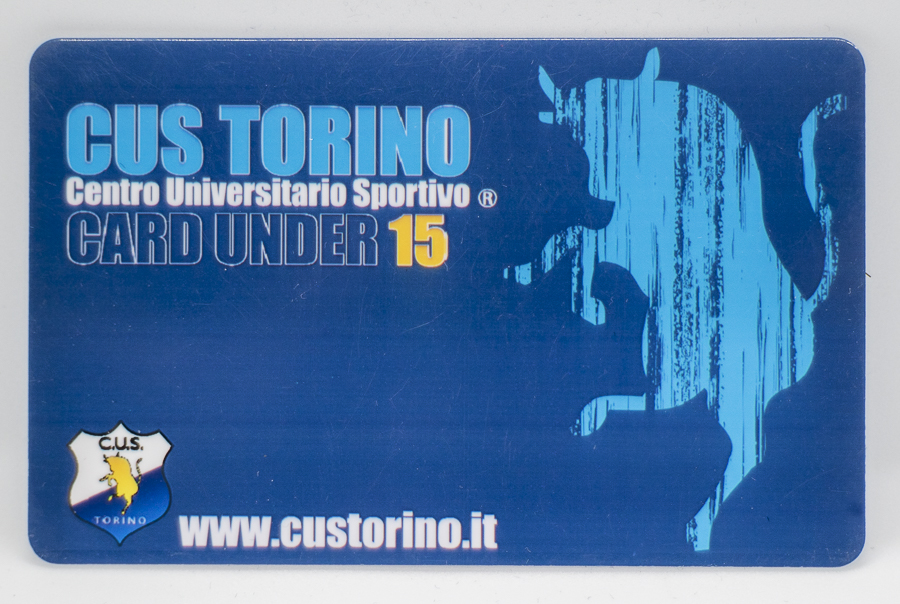 CUS TORINO
Centro Universitario Sportivo ®
CARD UNDER 15
C.U.S.
TORINO
www.custorino.it